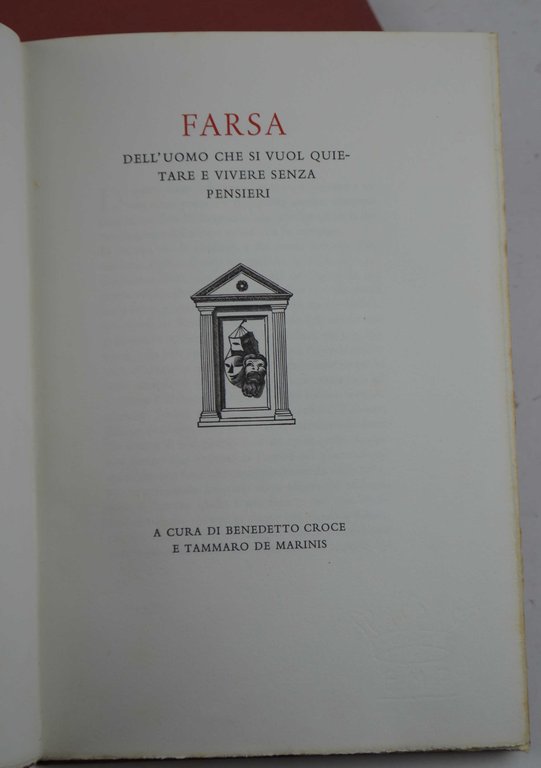 FARSA
DELL'UOMO CHE SI VUOL QUIE-
TARE E VIVERE SENZA
PENSIERI
A CURA DI BENEDETTO CROCE
E TAMMARO DE MARINIS